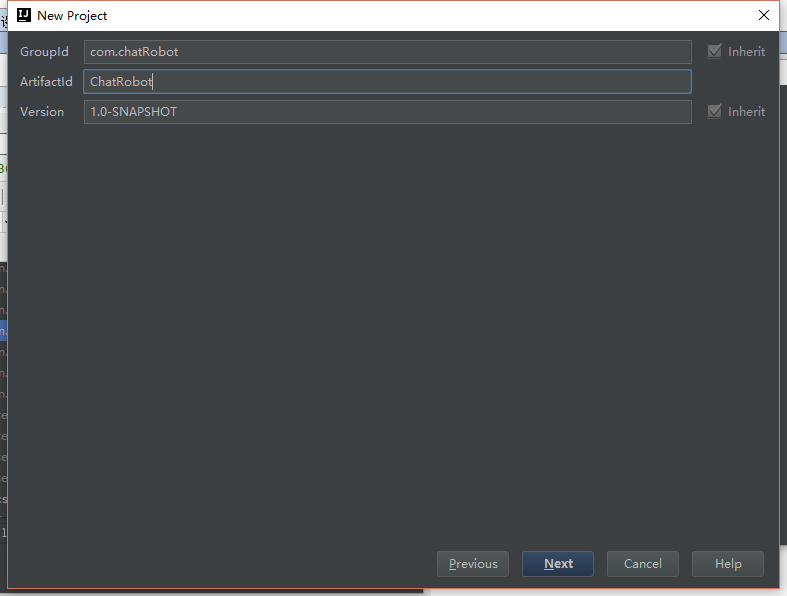 New Project
GroupId com.chatRobot Inherit
ArtifactId ChatRobot
Version 1.0-SNAPSHOT Inherit
Previous Next Cancel Help